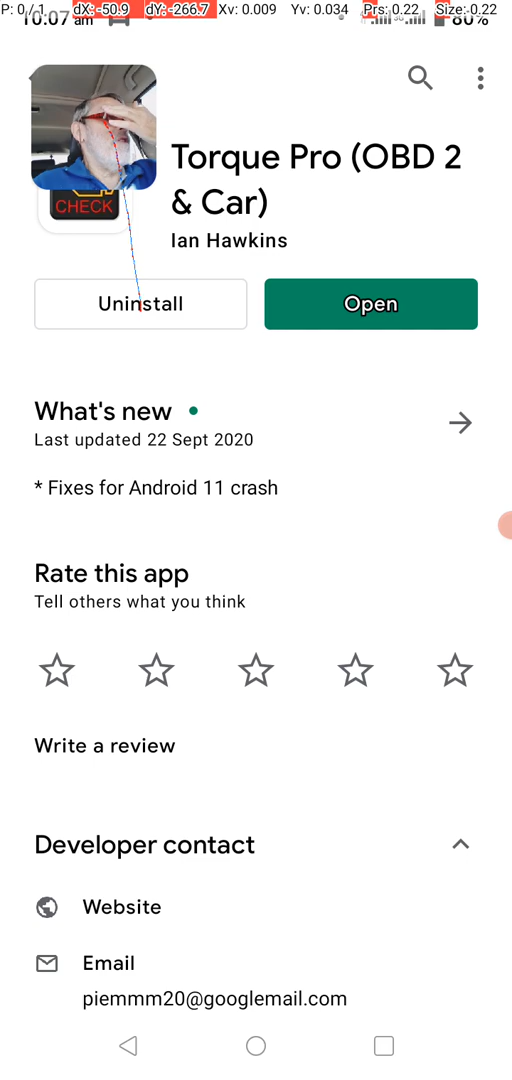 P: 0 / 1 dX: -50.9 dY: -266.7 Xv: 0.009 Yv: 0.034 Prs: 0.22 Size: 0.22
10:07 am 80%
Torque Pro (OBD 2
& Car)
CHECK
Ian Hawkins
Uninstall Open
What's new
Last updated 22 Sept 2020
* Fixes for Android 11 crash
Rate this app
Tell others what you think
Write a review
Developer contact
Website
Email
piemmm20@googlemail.com